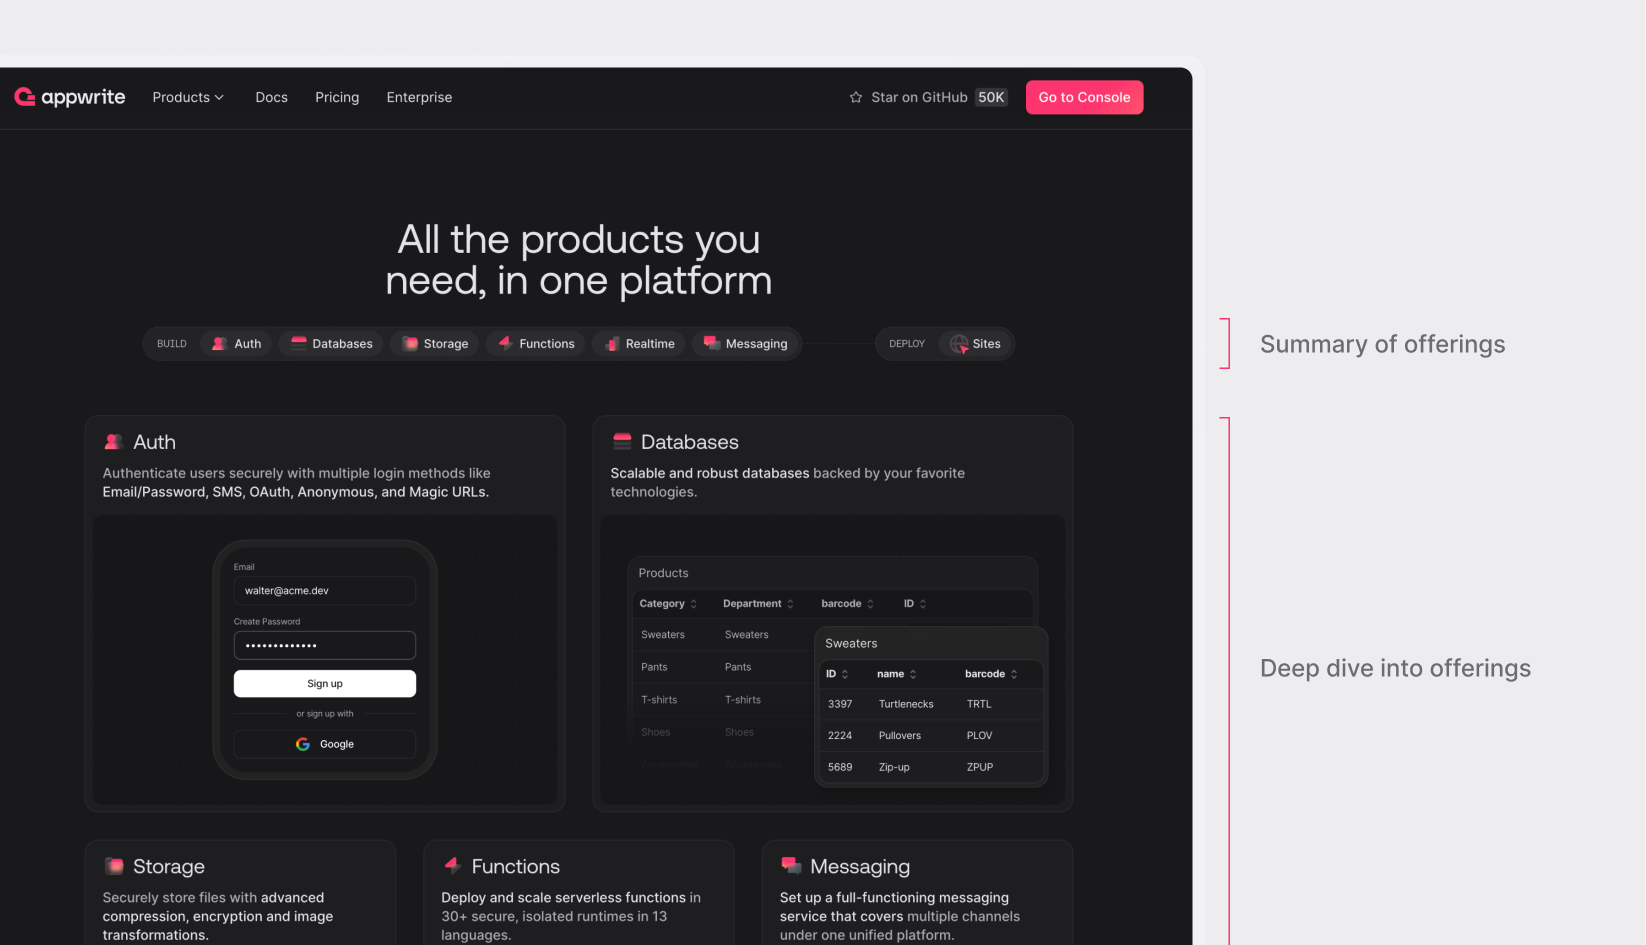 appwrite
Products
Docs
Pricing
Enterprise
Star on GitHub 50K
Go to Console
All the products you
need, in one platform
BUILD
Auth
Databases
Storage
Functions
Realtime
Messaging
DEPLOY
Sites
Summary of offerings
Auth
Authenticate users securely with multiple login methods like
Email/Password, SMS, OAuth, Anonymous, and Magic URLs.
Email
walter@acme.dev
Create Password
•••••••••••••
Sign up
or sign up with
Google
Databases
Scalable and robust databases backed by your favorite
technologies.
Products
Category Department barcode ID
Sweaters Sweaters
Pants Pants
T-shirts T-shirts
Shoes Shoes
Sweaters
ID name barcode
3397 Turtlenecks TRTL
2224 Pullovers PLOV
5689 Zip-up ZPUP
Deep dive into offerings
Storage
Securely store files with advanced
compression, encryption and image
transformations.
Functions
Deploy and scale serverless functions in
30+ secure, isolated runtimes in 13
languages.
Messaging
Set up a full-functioning messaging
service that covers multiple channels
under one unified platform.